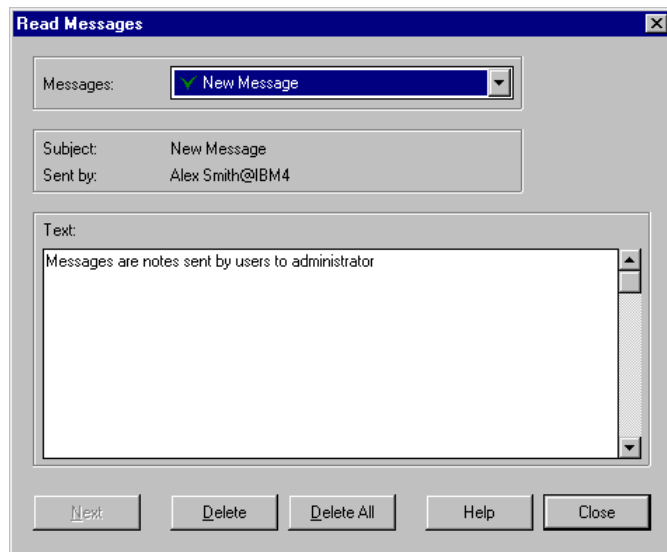 Read Messages
Messages: New Message
Subject: New Message
Sent by: Alex Smith@IBM4
Text:
Messages are notes sent by users to administrator
Next Delete Delete All Help Close